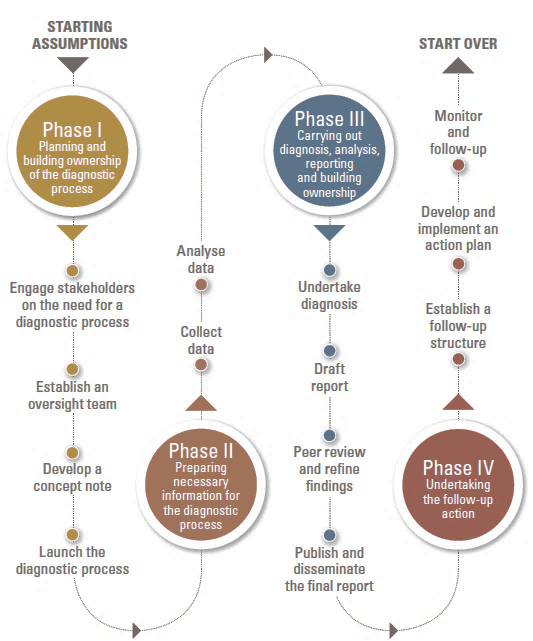 STARTING
ASSUMPTIONS
Phase I
Planning and
building ownership
of the diagnostic
process
Engage stakeholders
on the need for a
diagnostic process
Establish an
oversight team
Develop a
concept note
Launch the
diagnostic process
Phase II
Preparing
necessary
information for
the diagnostic
process
Collect
data
Analyse
data
Phase III
Carrying out
diagnosis, analysis,
reporting
and building
ownership
Undertake
diagnosis
Draft
report
Peer review
and refine
findings
Publish and
disseminate
the final report
Phase IV
Undertaking
the follow-up
action
Establish a
follow-up
structure
Develop and
implement an
action plan
Monitor
and
follow-up
START OVER